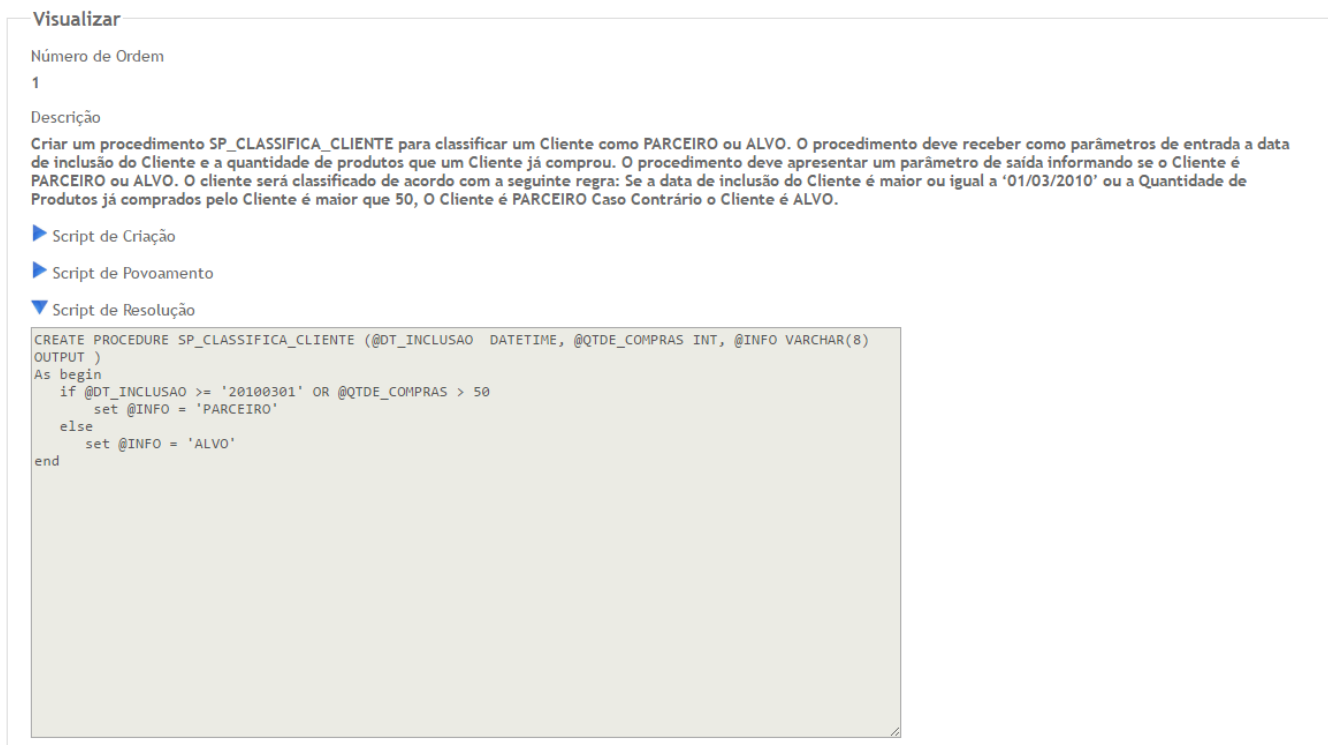 Visualizar
Número de Ordem
1
Descrição
Criar um procedimento SP_CLASSIFICA_CLIENTE para classificar um Cliente como PARCEIRO ou ALVO. O procedimento deve receber como parâmetros de entrada a data
de inclusão do Cliente e a quantidade de produtos que um Cliente já comprou. O procedimento deve apresentar um parâmetro de saída informando se o Cliente é
PARCEIRO ou ALVO. O cliente será classificado de acordo com a seguinte regra: Se a data de inclusão do Cliente é maior ou igual a ‘01/03/2010’ ou a Quantidade de
Produtos já comprados pelo Cliente é maior que 50, O Cliente é PARCEIRO Caso Contrário o Cliente é ALVO.
Script de Criação
Script de Povoamento
Script de Resolução
CREATE PROCEDURE SP_CLASSIFICA_CLIENTE (@DT_INCLUSAO  DATETIME, @QTDE_COMPRAS INT, @INFO VARCHAR(8)
OUTPUT )
As begin
   if @DT_INCLUSAO >= '20100301' OR @QTDE_COMPRAS > 50
       set @INFO = 'PARCEIRO'
   else
      set @INFO = 'ALVO'
end